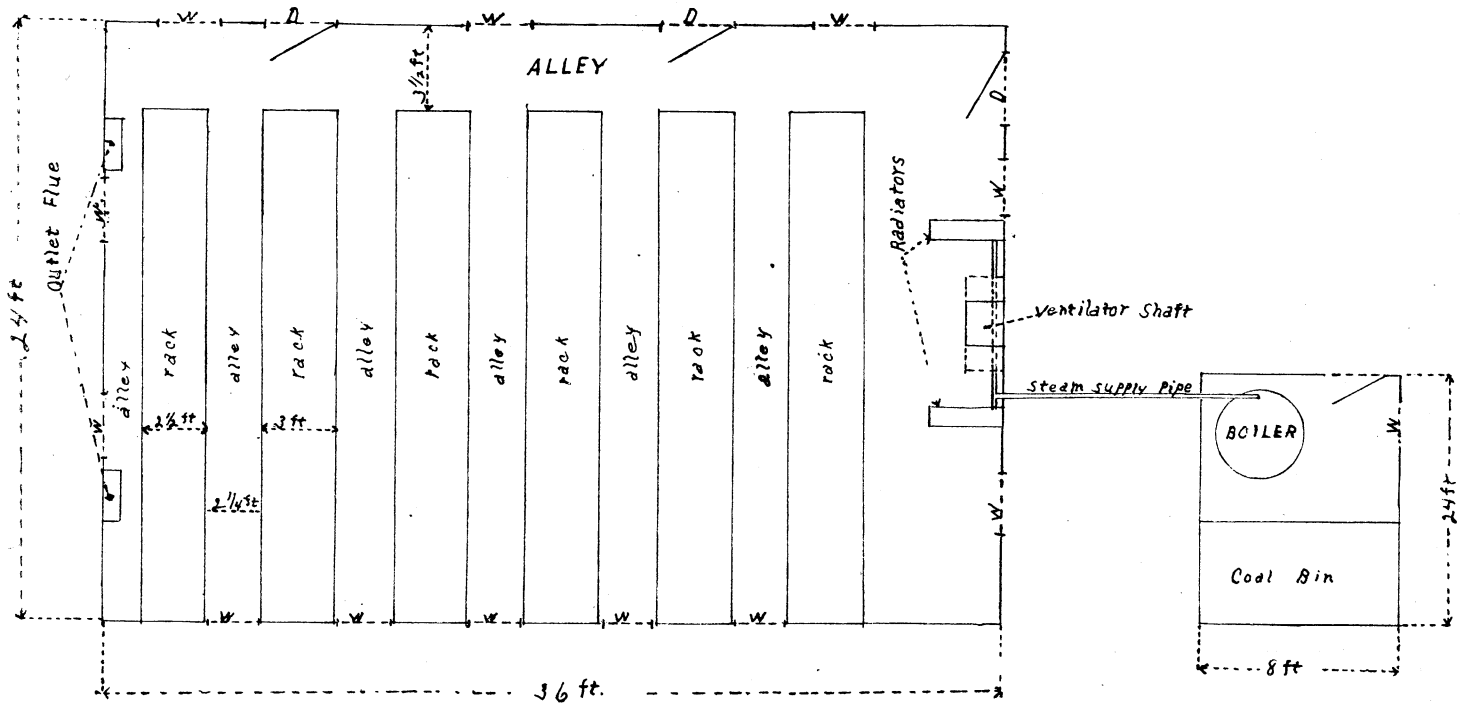 W D W D W
ALLEY
3½ ft
D
W
Outlet Flue
W
24 ft
Radiators
Ventilator Shaft
alley
rack
alley
rack
alley
rack
alley
rack
alley
rack
alley
rack
Steam supply Pipe
BOILER
W
W
2½ ft
3 ft
2¼ ft
W
24 ft
Coal Bin
W W W W W
36 ft.
8 ft